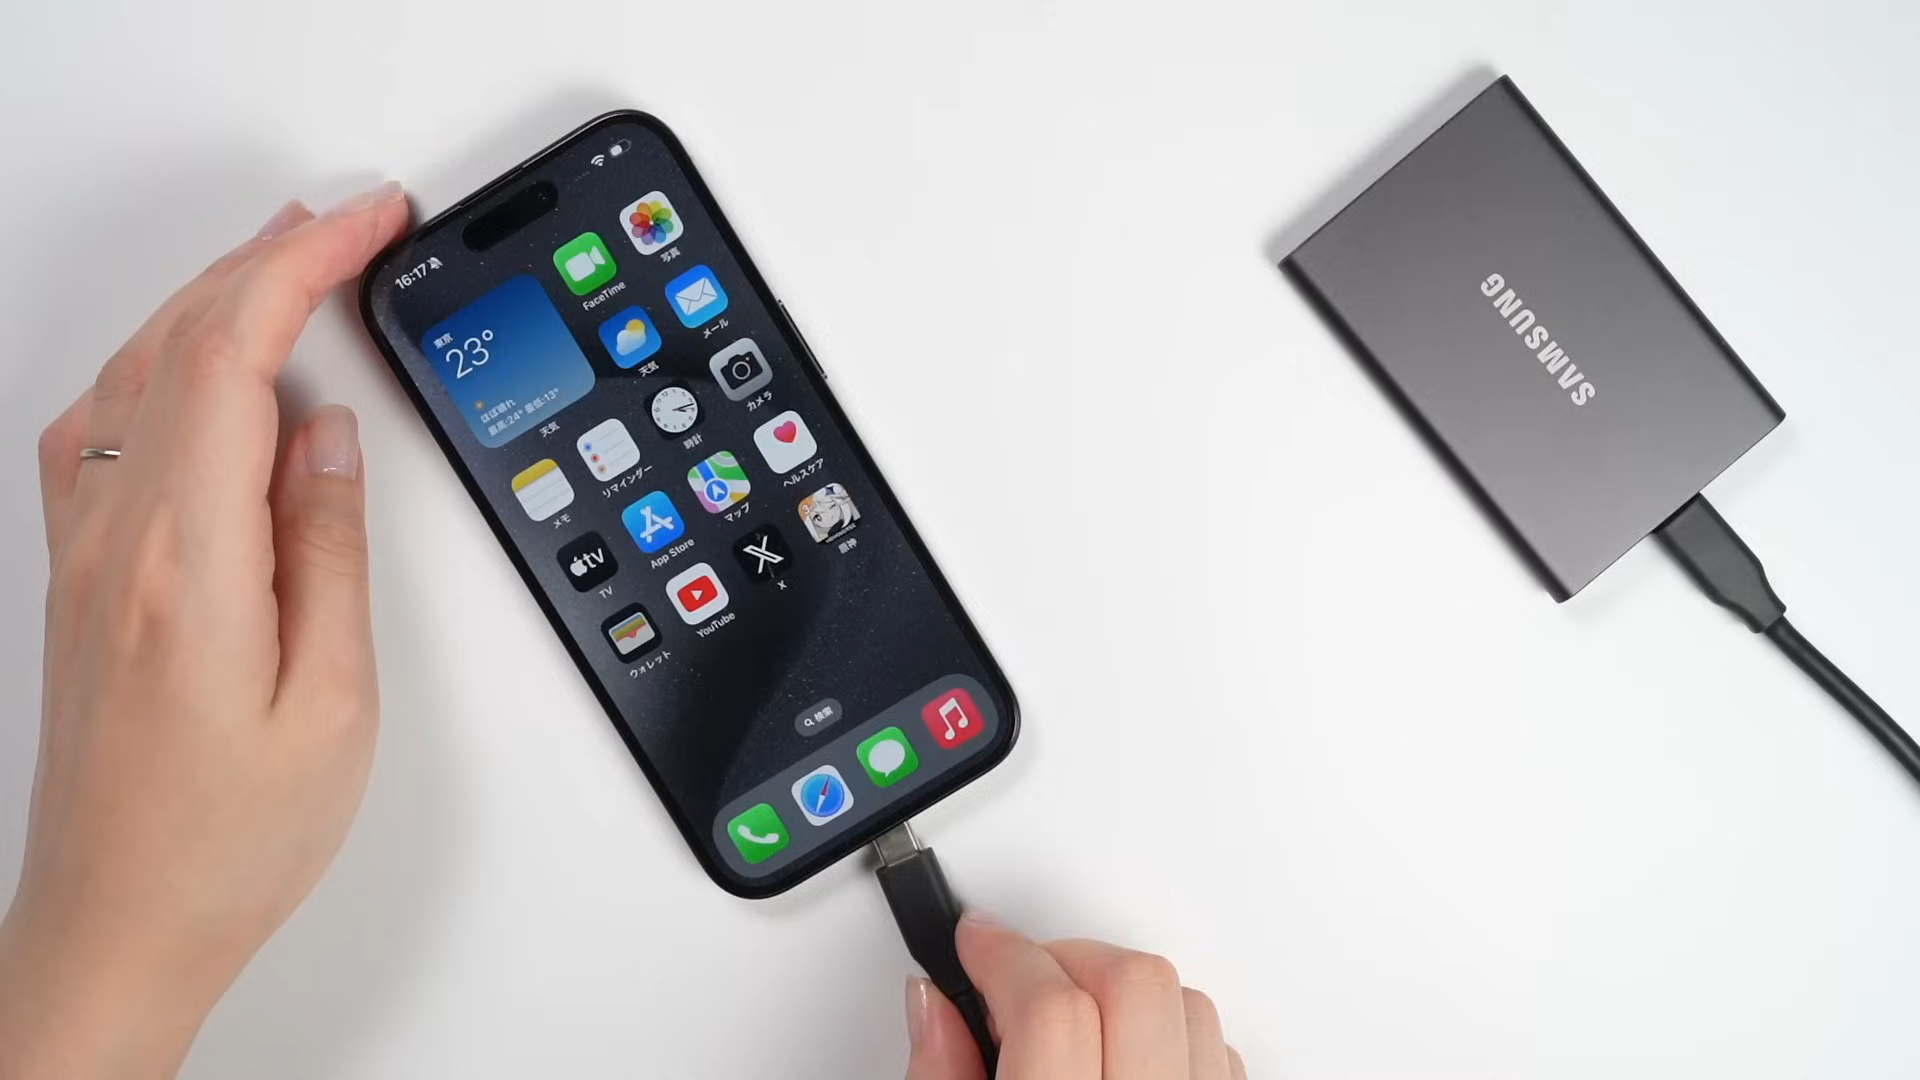 16:17
東京
23°
ほぼ晴れ
最高:24° 最低:13°
天気
FaceTime
写真
天気
メール
メモ
リマインダー
時計
カメラ
tv
TV
App Store
マップ
ヘルスケア
ウォレット
YouTube
X
原神
検索
SAMSUNG